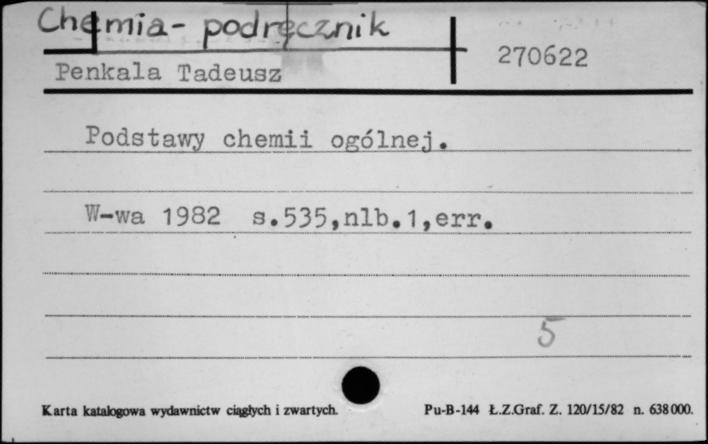 Chemia - podręcznik
270622
Penkala Tadeusz
Podstawy chemii ogólnej.
W-wa 1982 s.535,nlb.1,err.
5
Karta katalogowa wydawnictw ciągłych i zwartych.
Pu-B-144 Ł.Z.Graf. Z. 120/15/82 n. 638000.